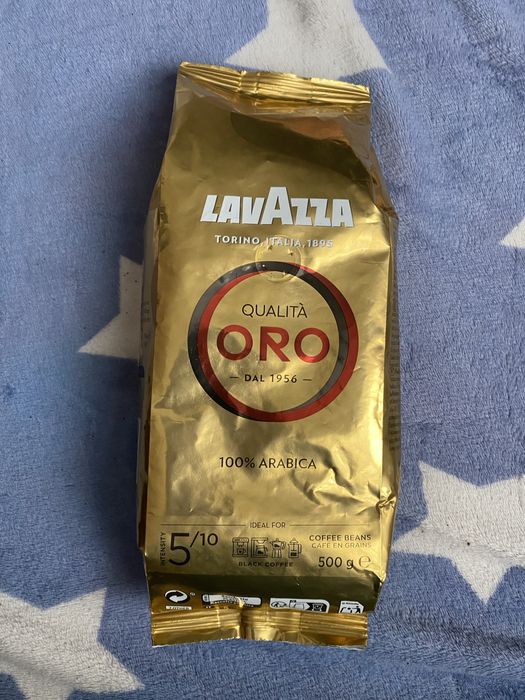 LAVAZZA
TORINO, ITALIA, 1895
QUALITÀ
ORO
DAL 1956
100% ARABICA
IDEAL FOR
INTENSITY
5/10
COFFEE BEANS
CAFÉ EN GRAINS
BLACK COFFEE
500 g e